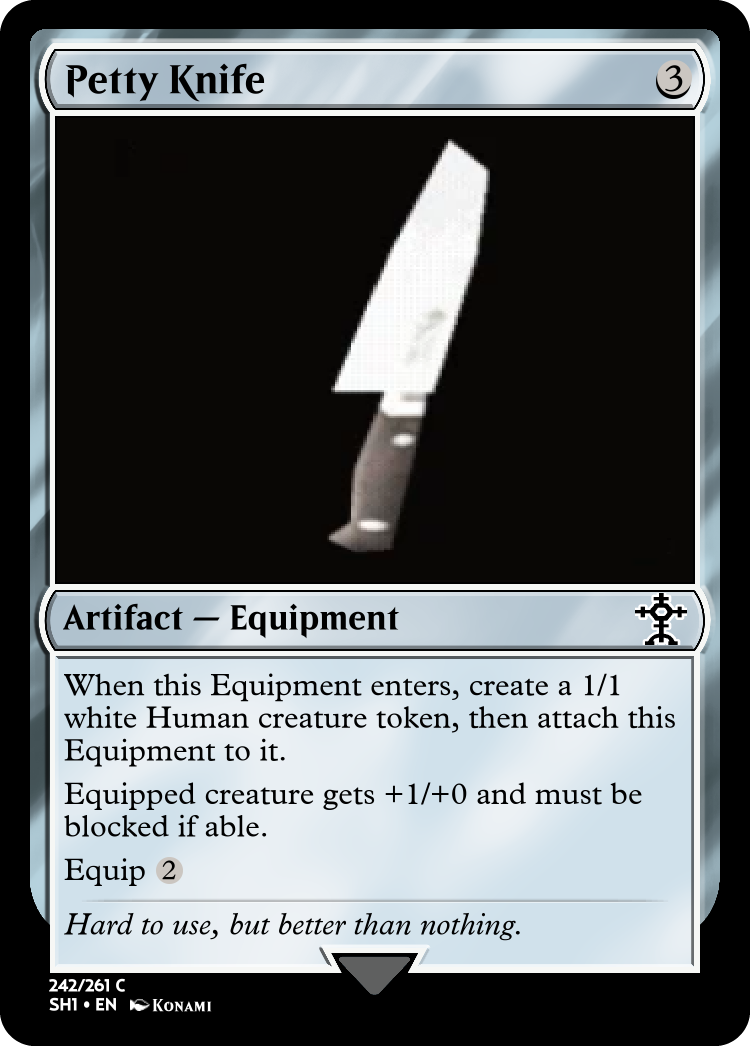 Petty Knife 3
Artifact — Equipment
When this Equipment enters, create a 1/1
white Human creature token, then attach this
Equipment to it.
Equipped creature gets +1/+0 and must be
blocked if able.
Equip 2
Hard to use, but better than nothing.
242/261 C
SH1 • EN KONAMI